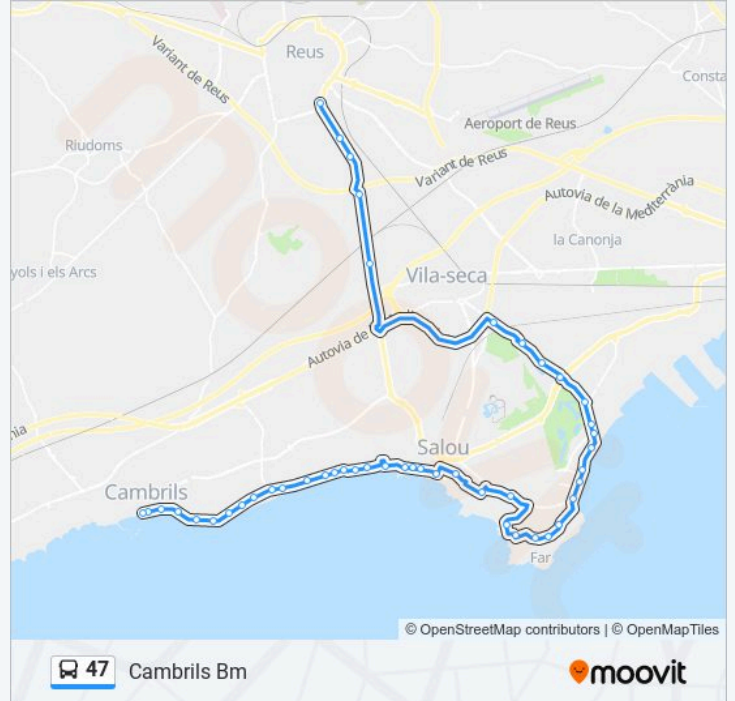 Reus
Variant de Reus
Consta
Aeroport de Reus
Riudoms
Variant de Reus
Autovia de la Mediterrània
la Canonja
yols i els Arcs
Vila-seca
Autovia de
nia
Salou
Cambrils
Far
© OpenStreetMap contributors | © OpenMapTiles
47 Cambrils Bm
moovit